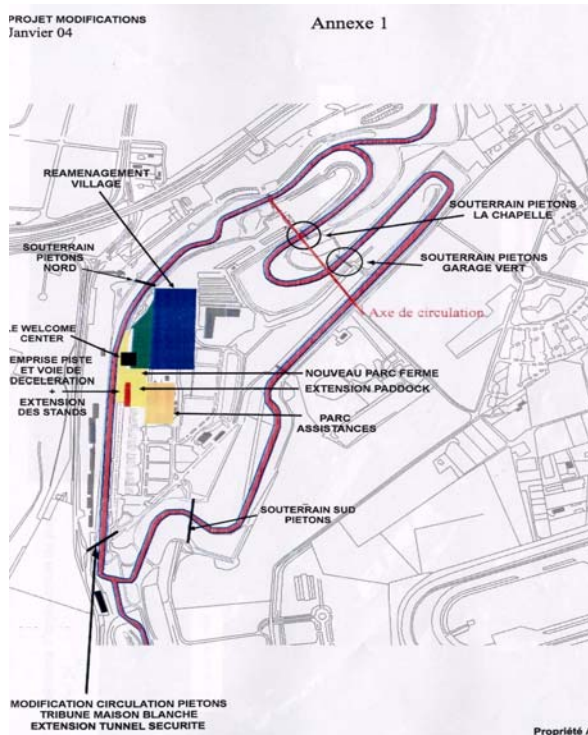 PROJET MODIFICATIONS
Janvier 04
Annexe 1
REAMENAGEMENT
VILLAGE
SOUTERRAIN
PIETONS
NORD
SOUTERRAIN PIETONS
LA CHAPELLE
SOUTERRAIN PIETONS
GARAGE VERT
Axe de circulation
LE WELCOME
CENTER
EMPRISE PISTE
ET VOIE DE
DECELERATION
+
EXTENSION
DES STANDS
NOUVEAU PARC FERME
EXTENSION PADDOCK
PARC
ASSISTANCES
SOUTERRAIN SUD
PIETONS
MODIFICATION CIRCULATION PIETONS
TRIBUNE MAISON BLANCHE
EXTENSION TUNNEL SECURITE
Propriété